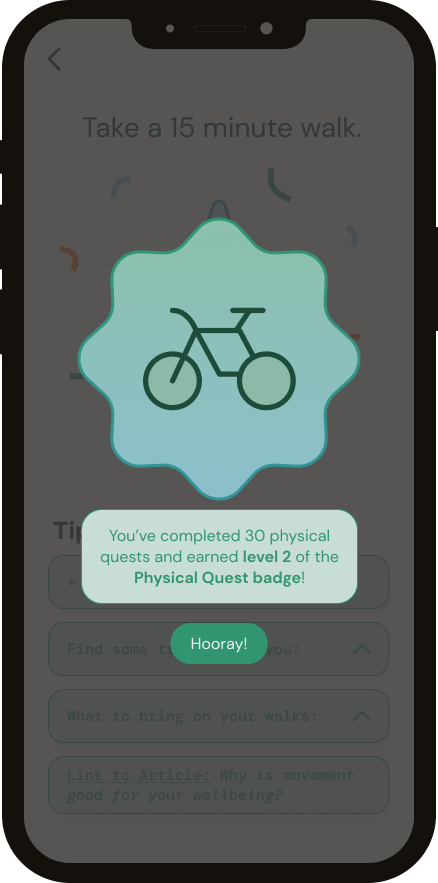 Take a 15 minute walk.
Tip
You’ve completed 30 physical
quests and earned level 2 of the
Physical Quest badge!
Hooray!
Find some you:
What to bring on your walks:
Link to Article: Why is movement
good for your wellbeing?